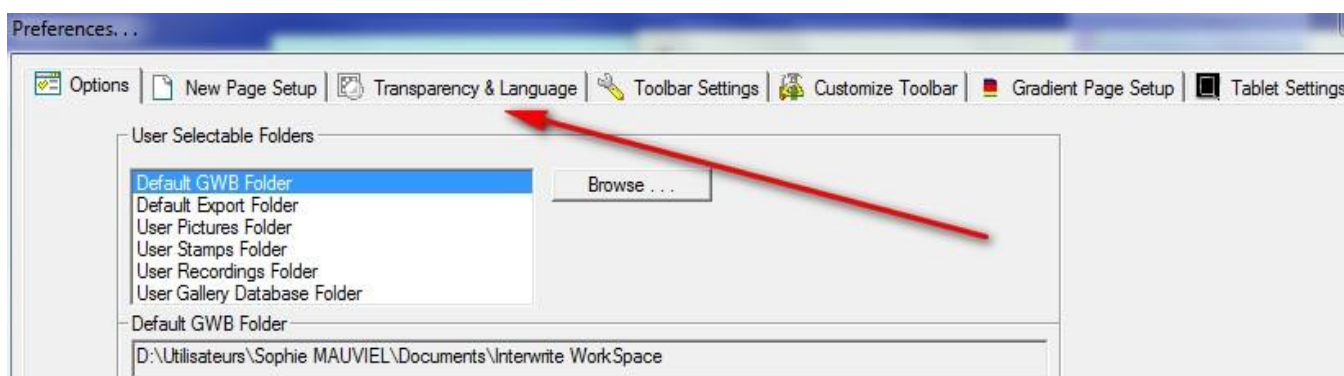 Preferences. . .
Options New Page Setup Transparency & Language Toolbar Settings Customize Toolbar Gradient Page Setup Tablet Settings
User Selectable Folders
Default GWB Folder Browse . . .
Default Export Folder
User Pictures Folder
User Stamps Folder
User Recordings Folder
User Gallery Database Folder
Default GWB Folder
D:\Utilisateurs\Sophie MAUVIEL\Documents\Interwrite WorkSpace